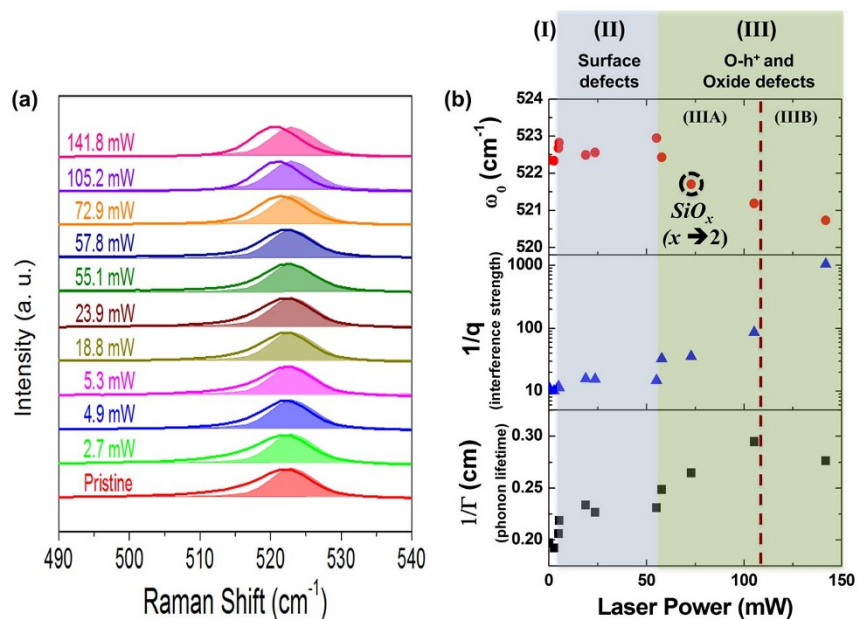 (a)
141.8 mW
105.2 mW
72.9 mW
57.8 mW
55.1 mW
23.9 mW
18.8 mW
5.3 mW
4.9 mW
2.7 mW
Pristine
Intensity (a. u.)
490 500 510 520 530 540
Raman Shift (cm⁻¹)
(b)
(I) (II) (III)
Surface
defects
O-h⁺ and
Oxide defects
(IIIA) (IIIB)
524
523
522
521
520
ω₀ (cm⁻¹)
SiOₓ
(x ➔2)
1000
100
10
1/q
(interference strength)
0.30
0.25
0.20
1/Γ (cm)
(phonon lifetime)
0 50 100 150
Laser Power (mW)